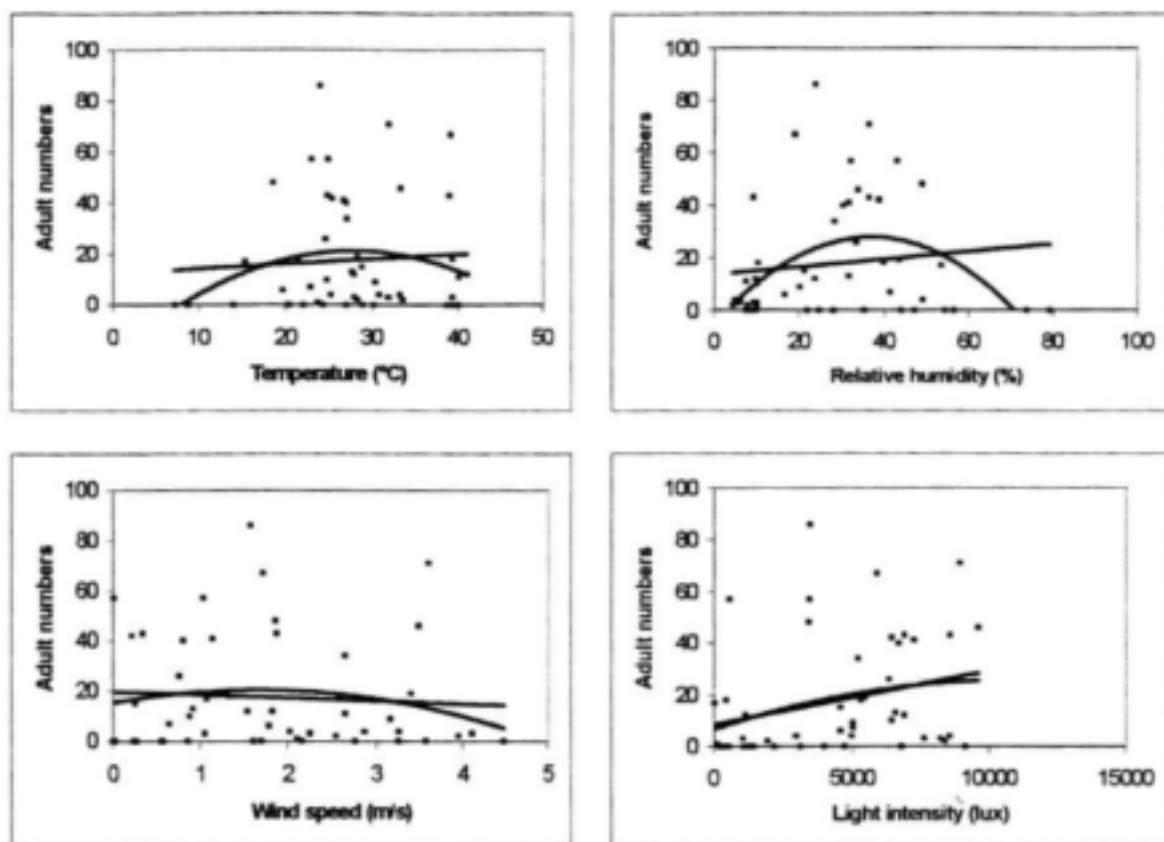 100
80
60
40
20
0
Adult numbers
0 10 20 30 40 50
Temperature (°C)
100
80
60
40
20
0
Adult numbers
0 20 40 60 80 100
Relative humidity (%)
100
80
60
40
20
0
Adult numbers
0 1 2 3 4 5
Wind speed (m/s)
100
80
60
40
20
0
Adult numbers
0 5000 10000 15000
Light intensity (lux)